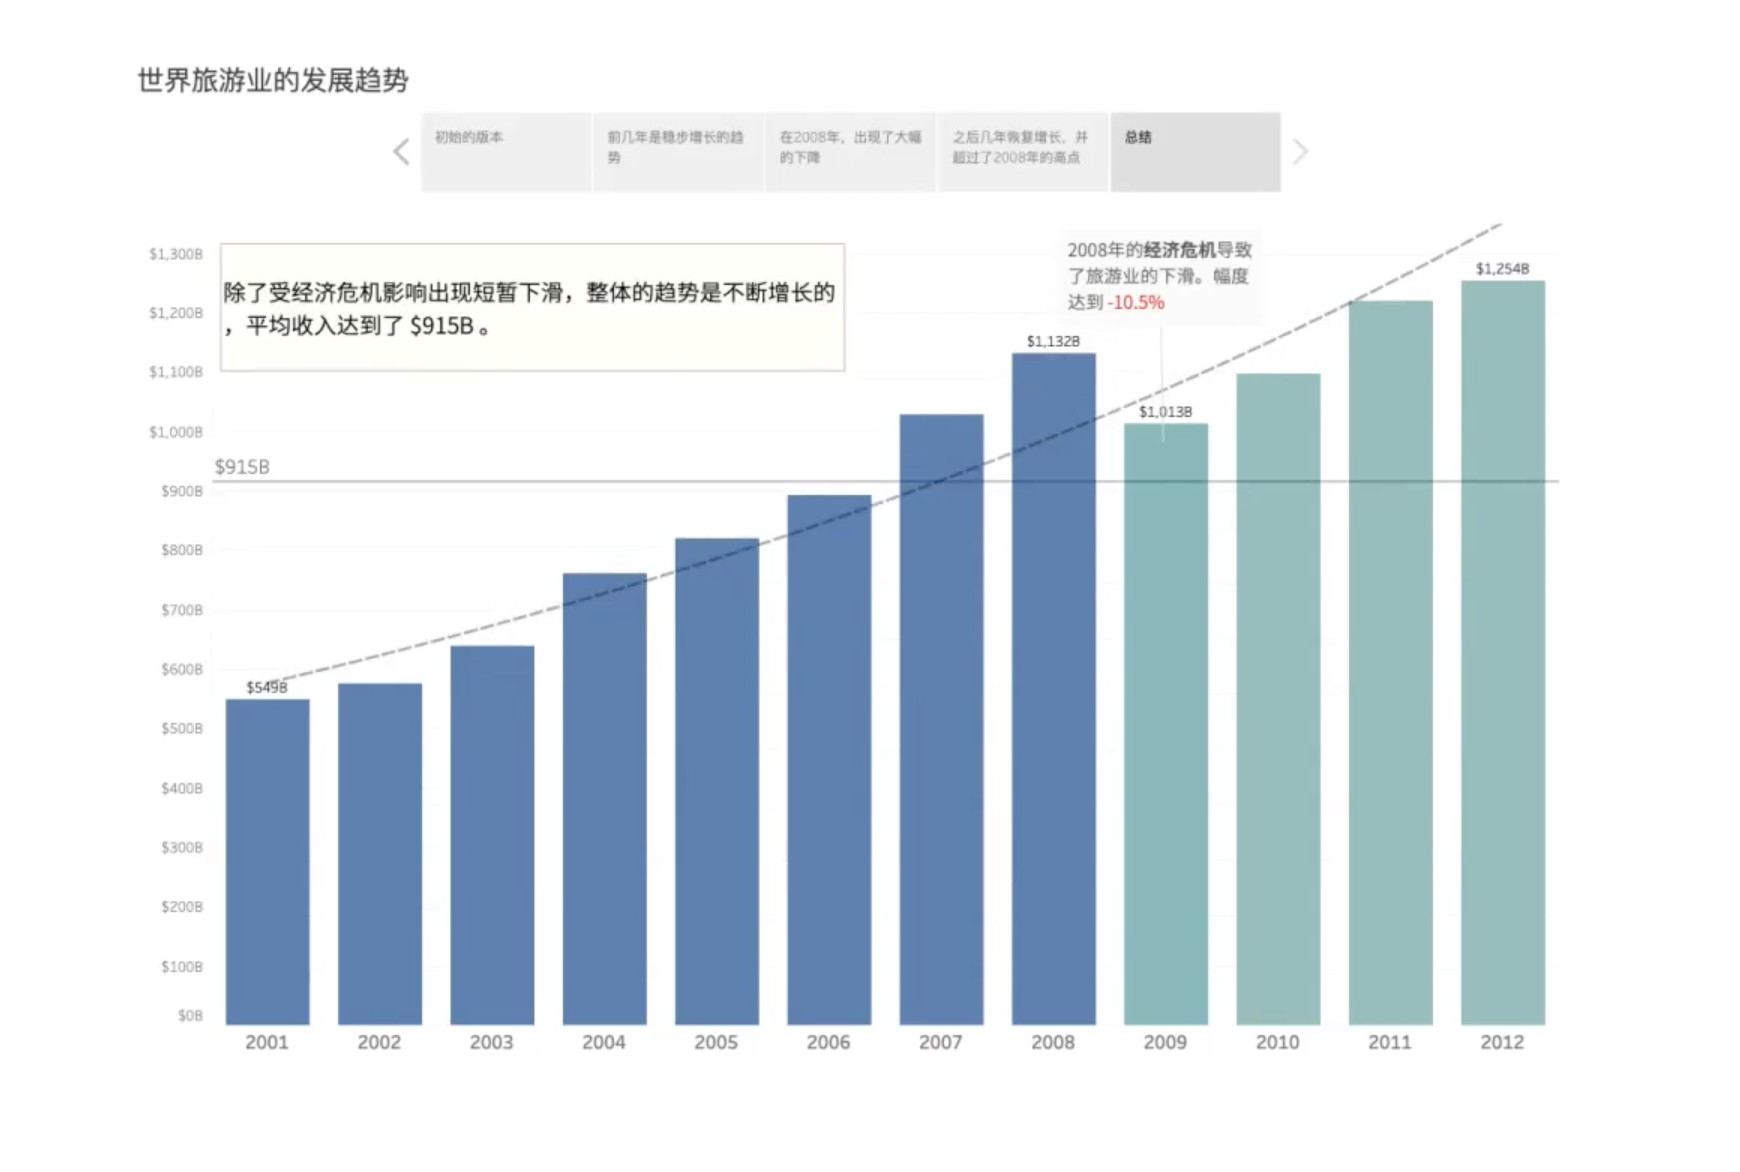 世界旅游业的发展趋势
初始的版本
前几年是稳步增长的趋
势
在2008年，出现了大幅
的下降
之后几年恢复增长，并
超过了2008年的高点
总结
除了受经济危机影响出现短暂下滑，整体的趋势是不断增长的
，平均收入达到了 $915B 。
2008年的经济危机导致
了旅游业的下滑。幅度
达到 -10.5%
$1,300B
$1,200B
$1,100B
$1,000B
$900B
$800B
$700B
$600B
$500B
$400B
$300B
$200B
$100B
$0B
$915B
$549B
$1,132B
$1,013B
$1,254B
2001 2002 2003 2004 2005 2006 2007 2008 2009 2010 2011 2012